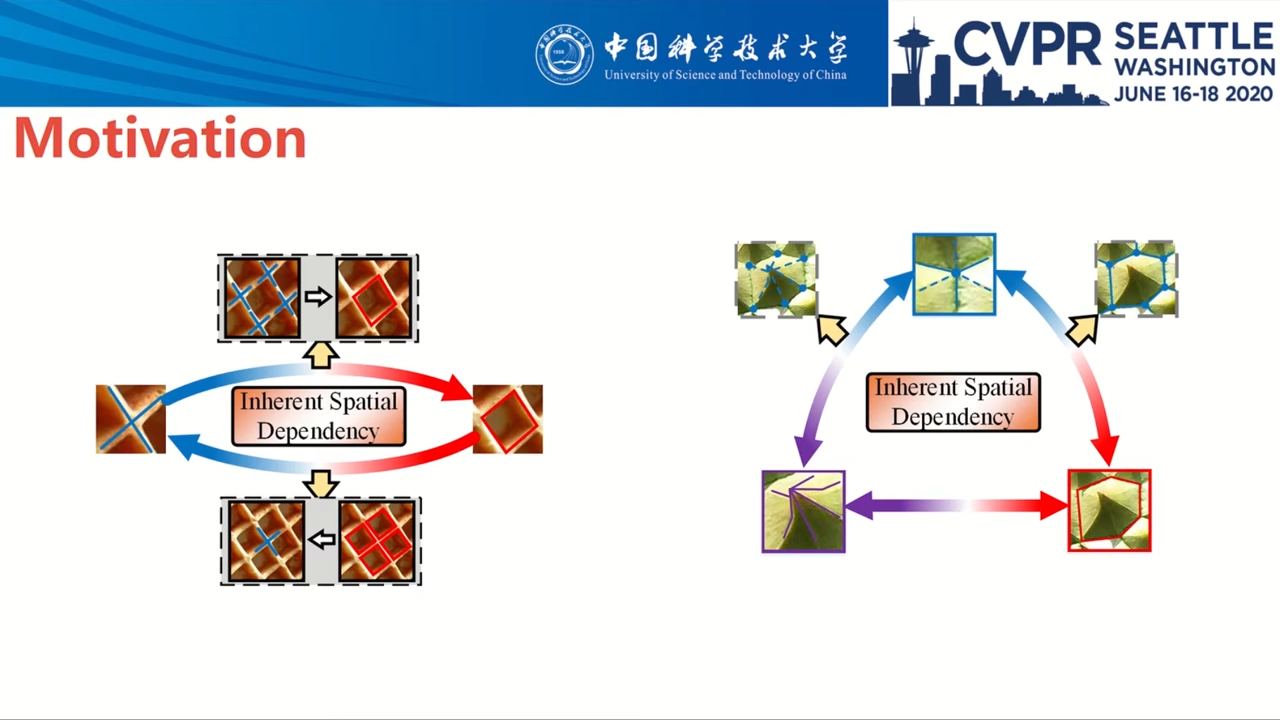 中国科学技术大学
University of Science and Technology of China
CVPR SEATTLE
WASHINGTON
JUNE 16-18 2020
Motivation
Inherent Spatial
Dependency
Inherent Spatial
Dependency